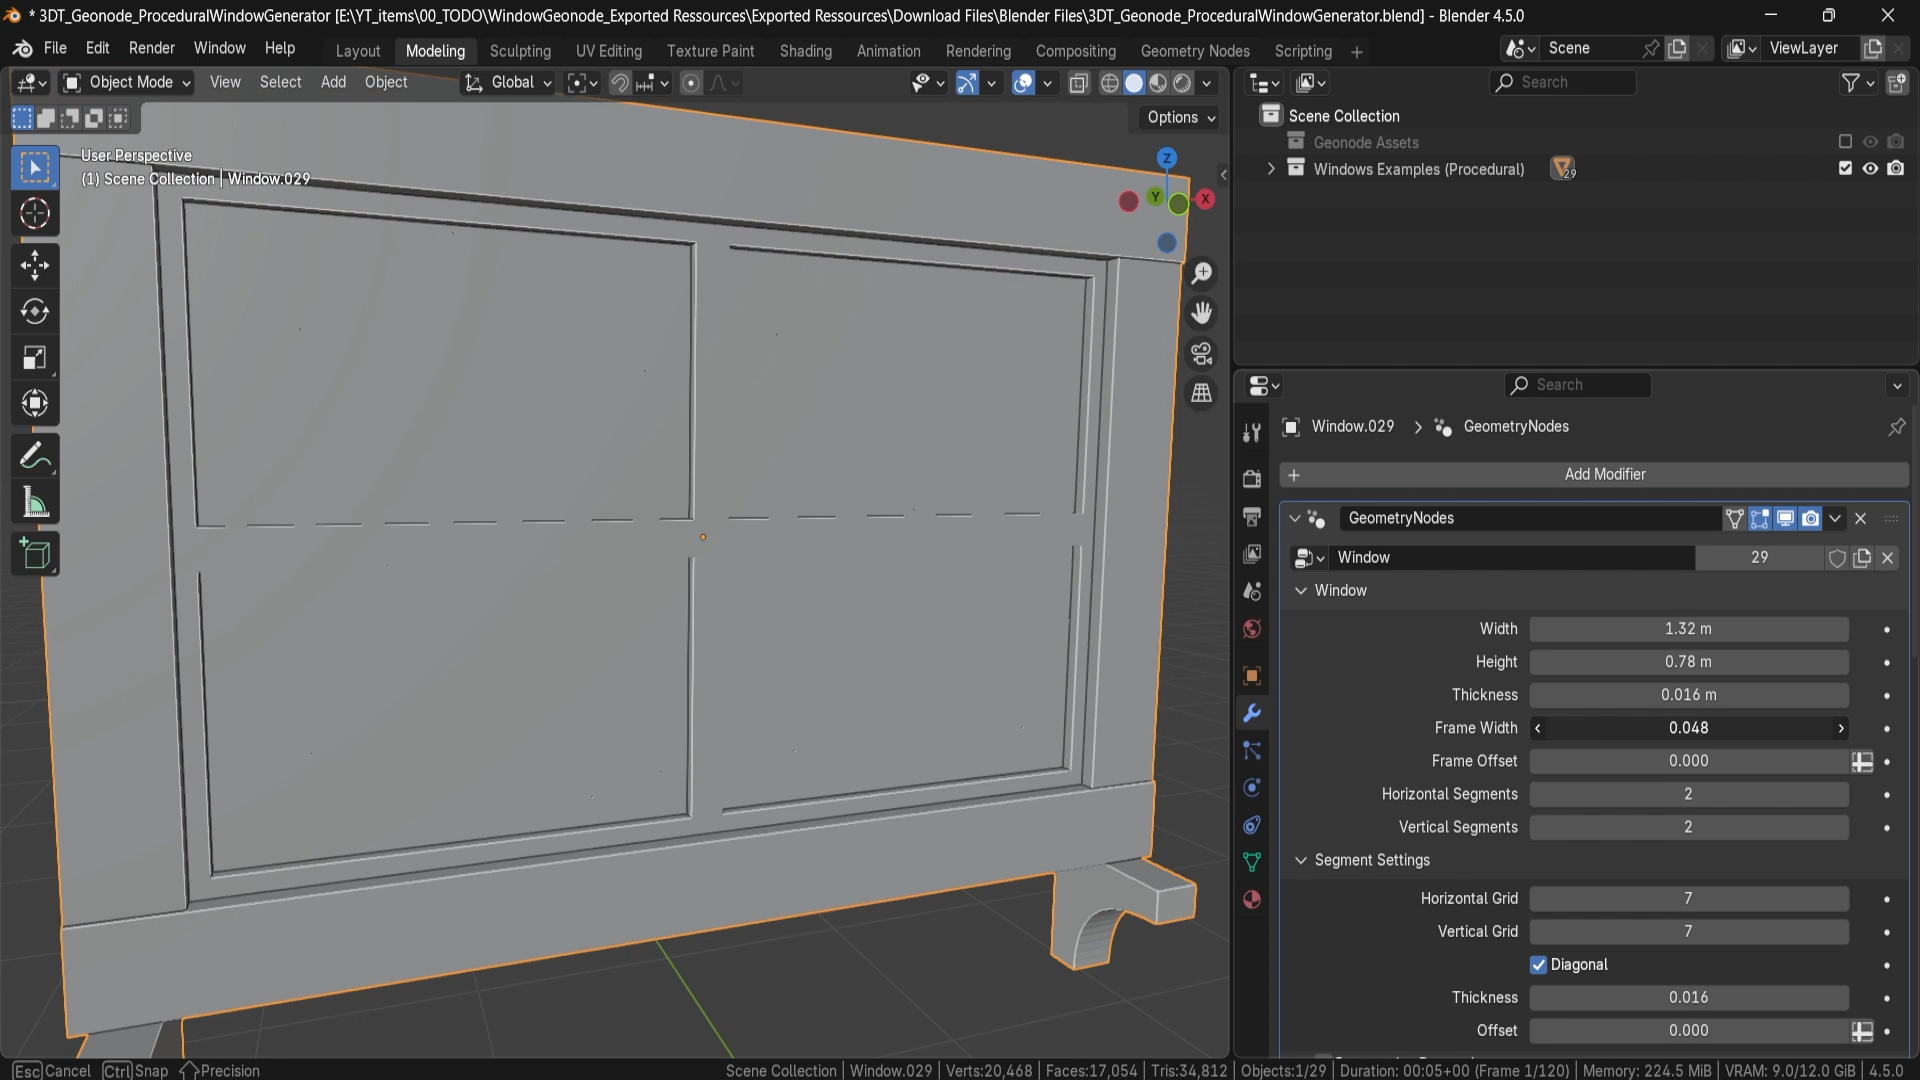 * 3DT_Geonode_ProceduralWindowGenerator [E:\YT_items\00_TODO\WindowGeonode_Exported Ressources\Exported Ressources\Download Files\Blender Files\3DT_Geonode_ProceduralWindowGenerator.blend] - Blender 4.5.0
File Edit Render Window Help Layout Modeling Sculpting UV Editing Texture Paint Shading Animation Rendering Compositing Geometry Nodes Scripting + Scene ViewLayer
Object Mode View Select Add Object Global Search
Options
Scene Collection
Geonode Assets
Windows Examples (Procedural) 29
User Perspective
(1) Scene Collection | Window.029
Z
Y
X
Search
Window.029 > GeometryNodes
+ Add Modifier
GeometryNodes
Window 29
Window
Width 1.32 m
Height 0.78 m
Thickness 0.016 m
Frame Width < 0.048 >
Frame Offset 0.000
Horizontal Segments 2
Vertical Segments 2
Segment Settings
Horizontal Grid 7
Vertical Grid 7
Diagonal
Thickness 0.016
Offset 0.000
Esc Cancel Ctrl Snap Precision
Scene Collection | Window.029 | Verts:20,468 | Faces:17,054 | Tris:34,812 | Objects:1/29 | Duration: 00:05+00 (Frame 1/120) | Memory: 224.5 MiB | VRAM: 9.0/12.0 GiB | 4.5.0